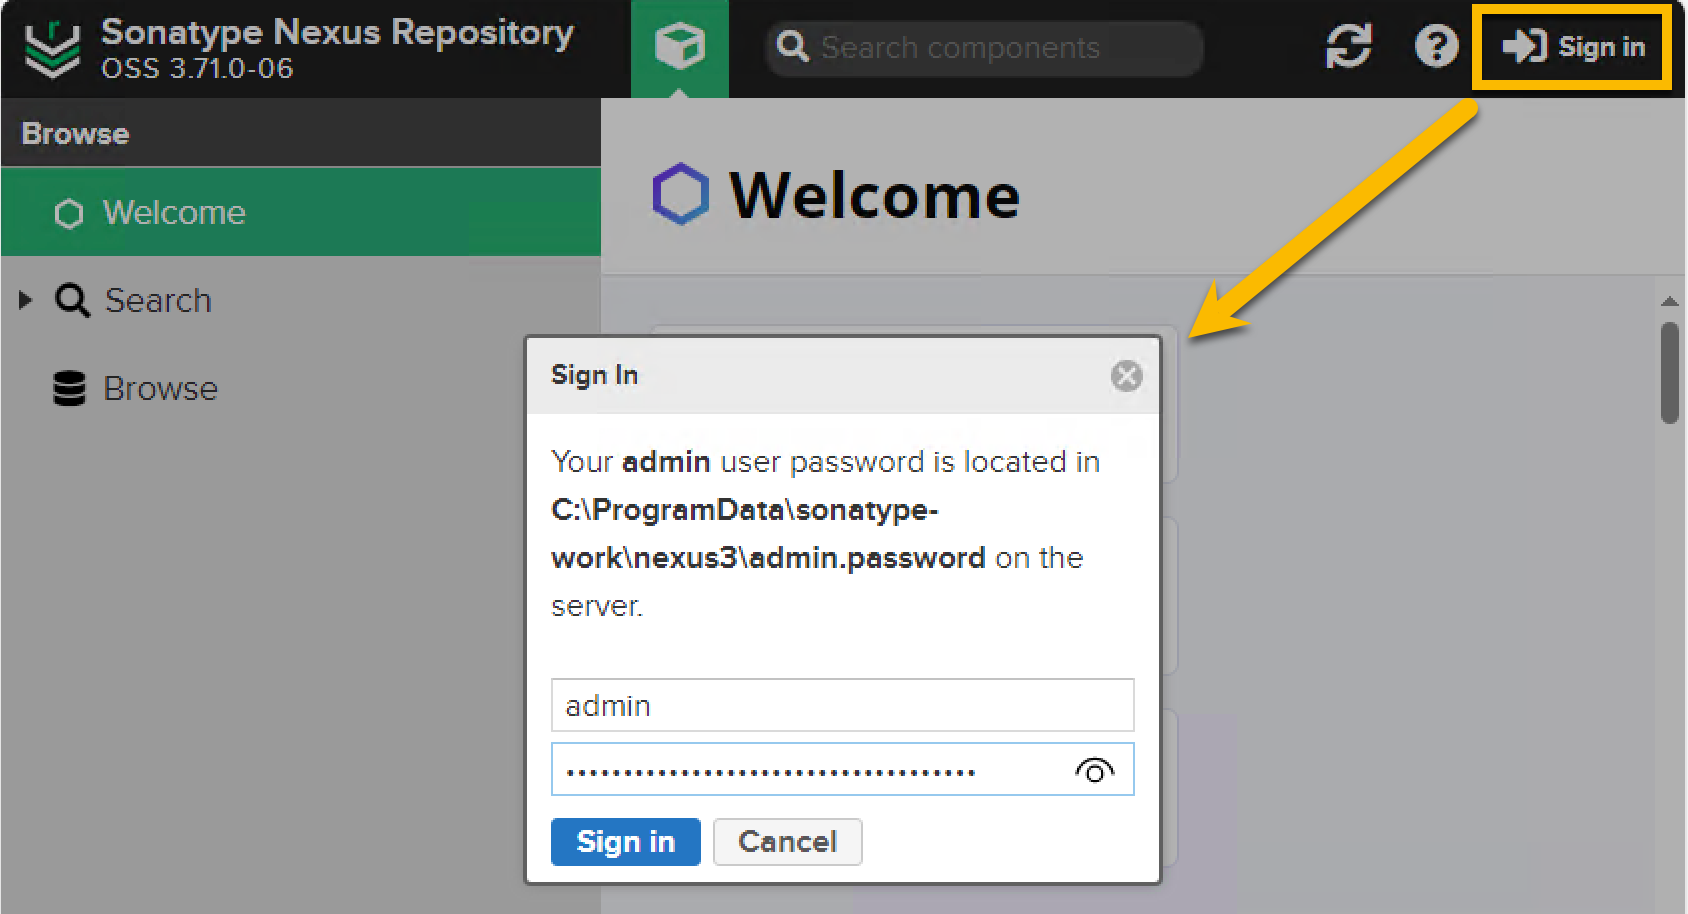 Sonatype Nexus Repository
OSS 3.71.0-06
Search components
Sign in
Browse
Welcome
Welcome
Search
Browse
Sign In
Your admin user password is located in
C:\ProgramData\sonatype-
work\nexus3\admin.password on the
server.
admin
••••••••••••••••••••••••••••••••••••
Sign in
Cancel